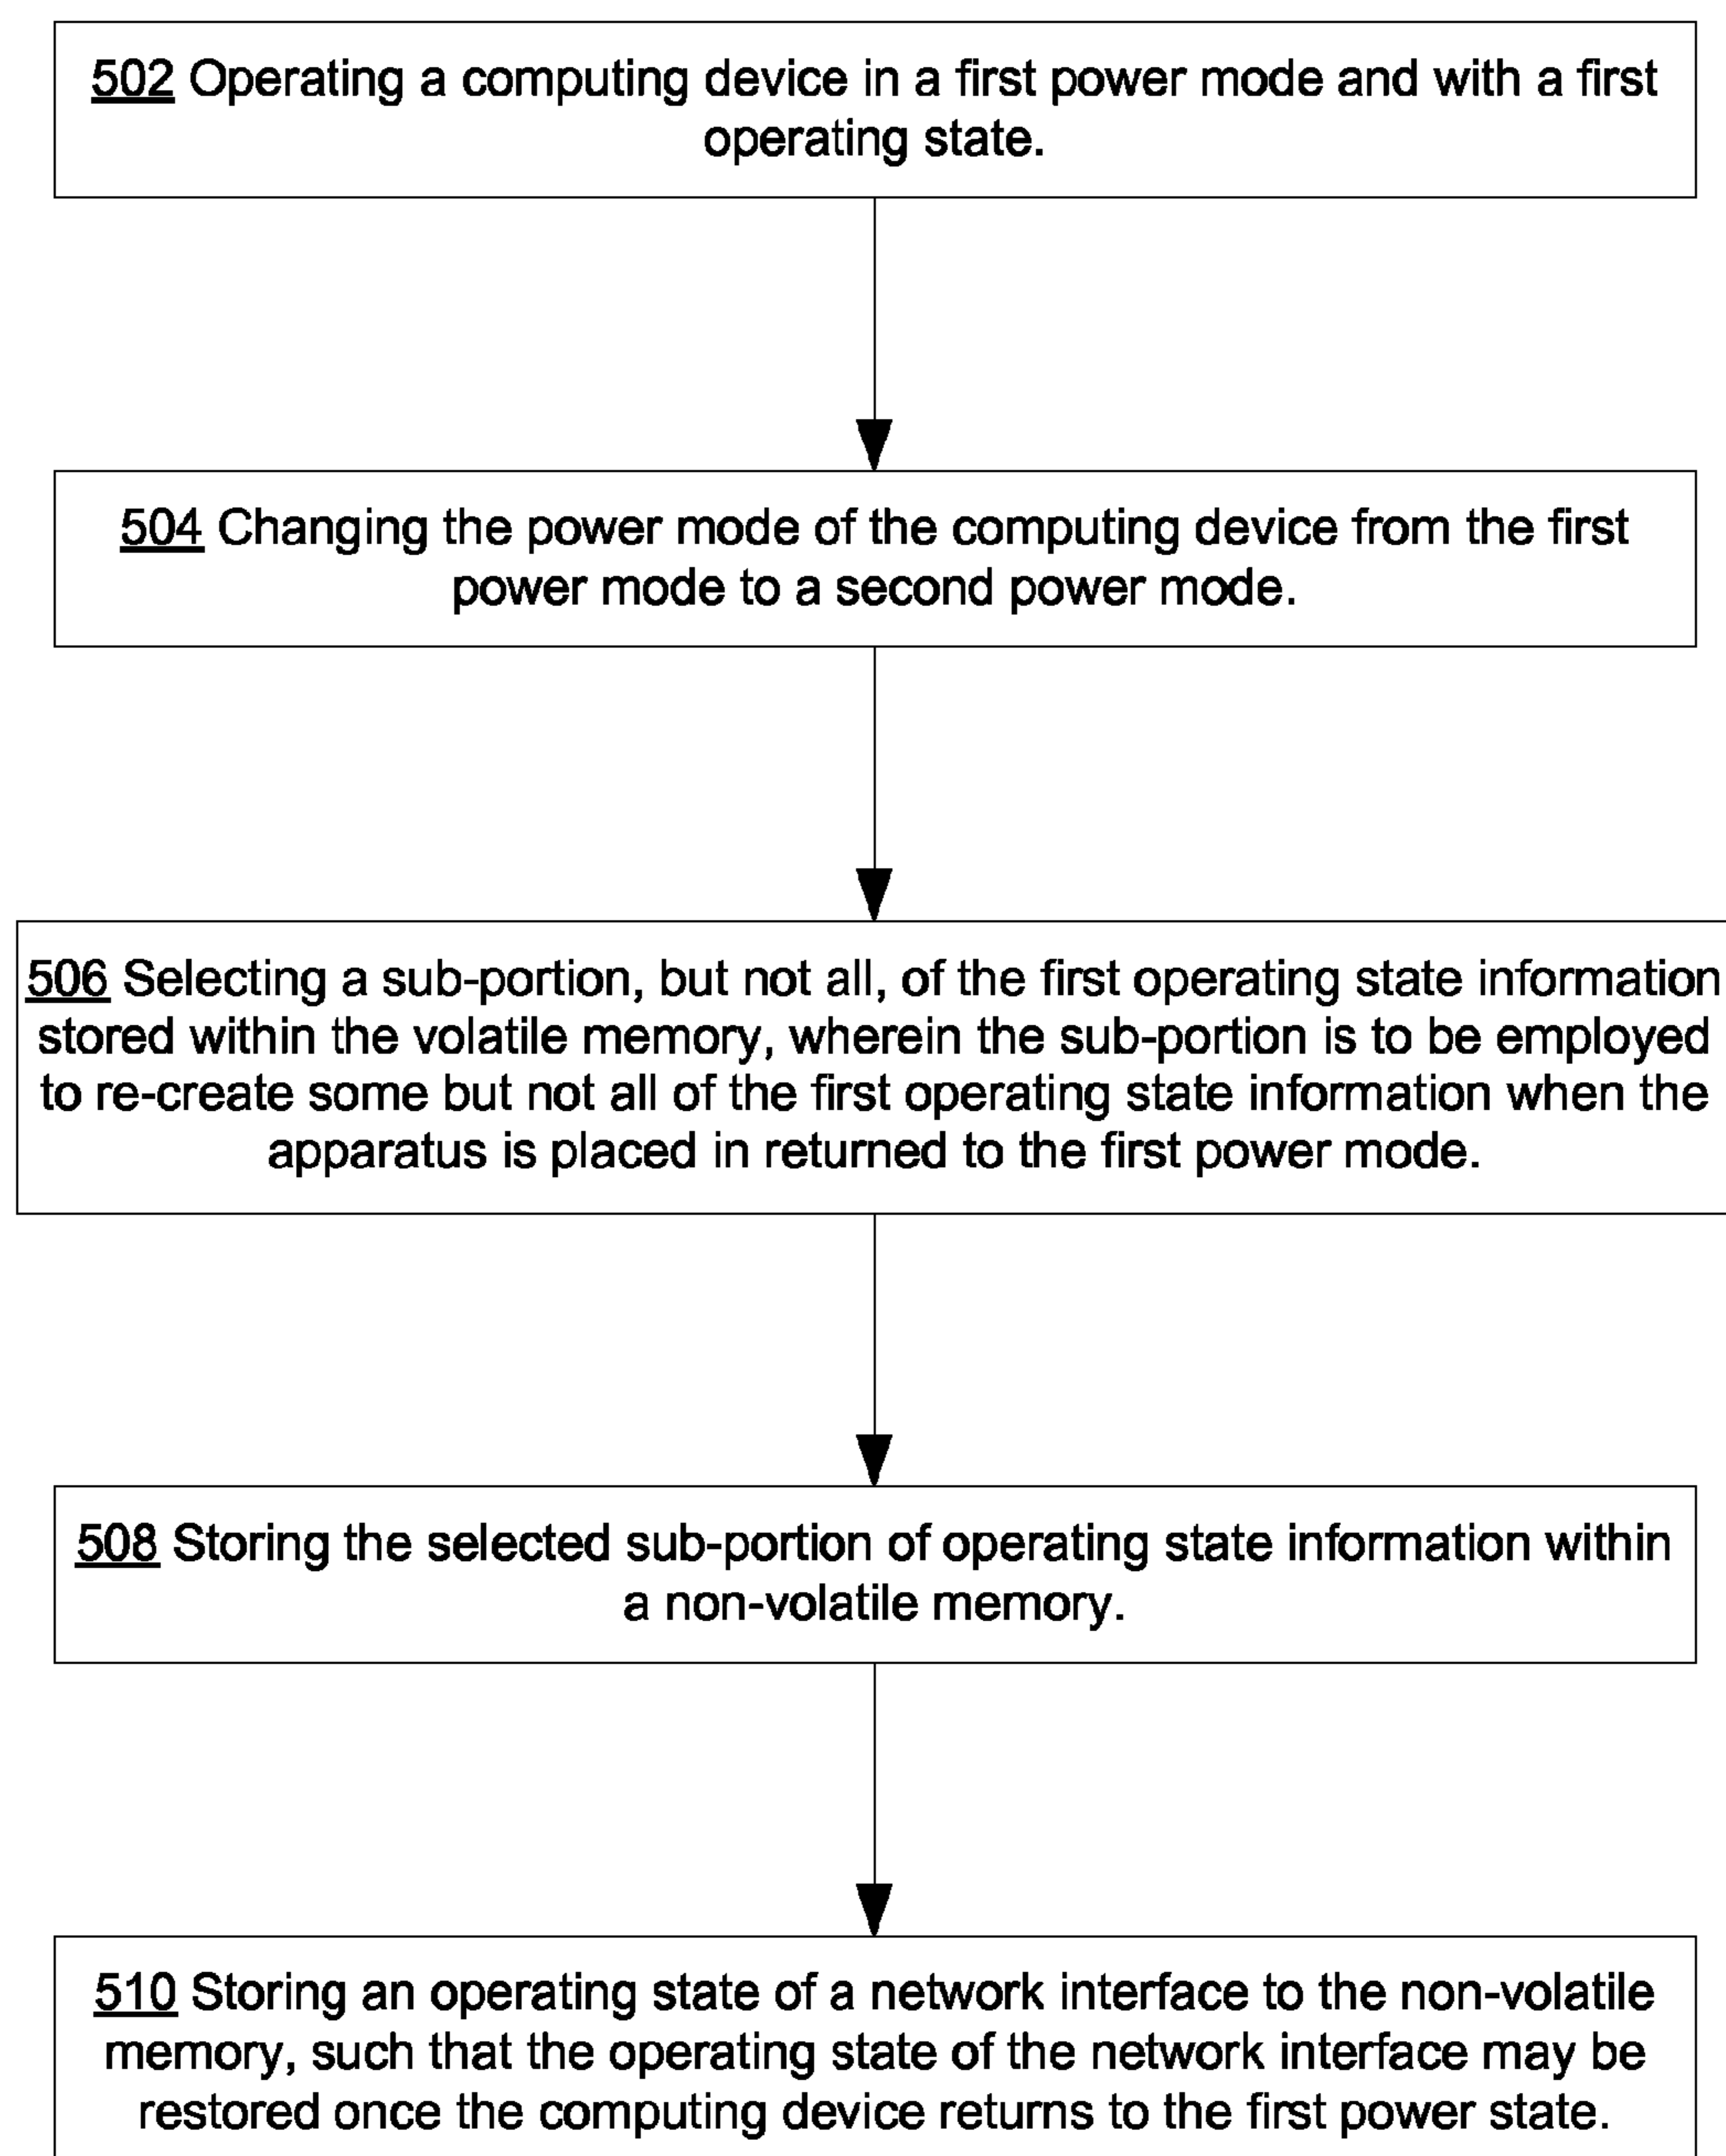 502 Operating a computing device in a first power mode and with a first
operating state.
504 Changing the power mode of the computing device from the first
power mode to a second power mode.
506 Selecting a sub-portion, but not all, of the first operating state information
stored within the volatile memory, wherein the sub-portion is to be employed
to re-create some but not all of the first operating state information when the
apparatus is placed in returned to the first power mode.
508 Storing the selected sub-portion of operating state information within
a non-volatile memory.
510 Storing an operating state of a network interface to the non-volatile
memory, such that the operating state of the network interface may be
restored once the computing device returns to the first power state.